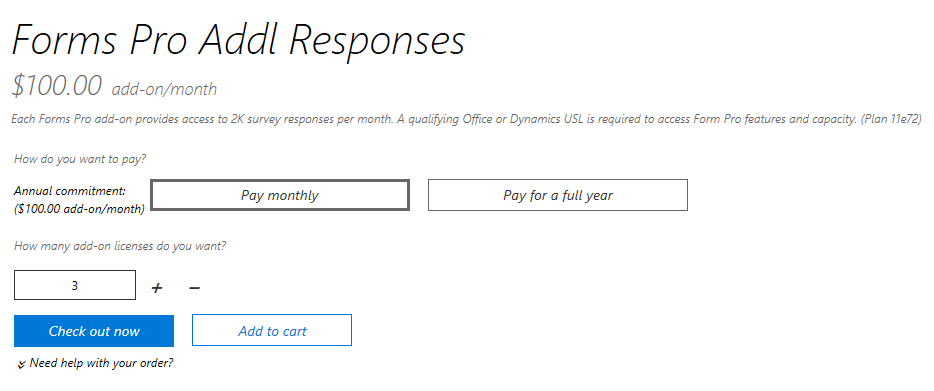 Forms Pro Addl Responses
$100.00 add-on/month
Each Forms Pro add-on provides access to 2K survey responses per month. A qualifying Office or Dynamics USL is required to access Form Pro features and capacity. (Plan 11e72)
How do you want to pay?
Annual commitment:
($100.00 add-on/month)
Pay monthly
Pay for a full year
How many add-on licenses do you want?
3 + −
Check out now
Add to cart
Need help with your order?